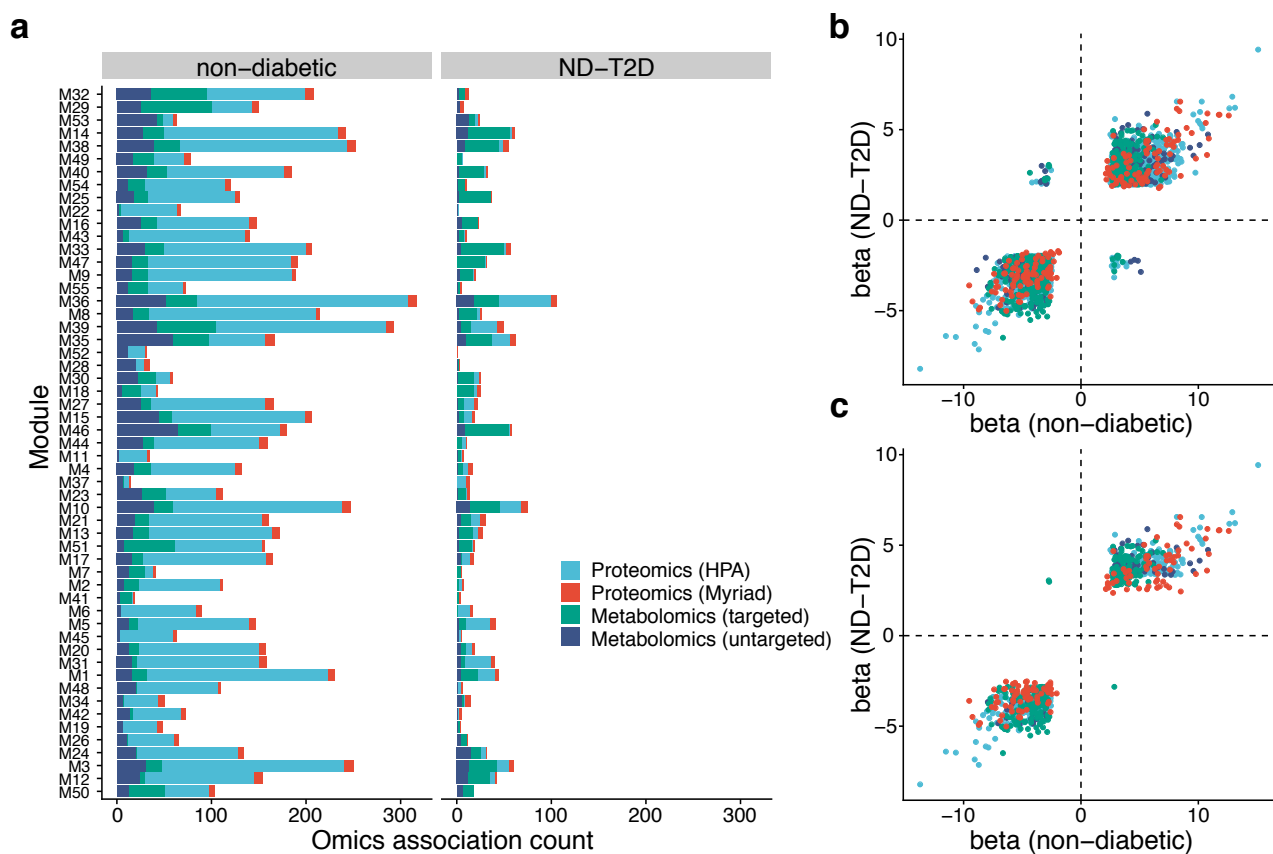 a
non−diabetic
ND−T2D
Module
M32
M29
M53
M14
M38
M49
M40
M54
M25
M22
M16
M43
M33
M47
M9
M55
M36
M8
M39
M35
M52
M28
M30
M18
M27
M15
M46
M44
M11
M4
M37
M23
M10
M21
M13
M51
M17
M7
M2
M41
M6
M5
M45
M20
M31
M1
M48
M34
M42
M19
M26
M24
M3
M12
M50
0 100 200 300 0 100 200 300
Omics association count
Proteomics (HPA)
Proteomics (Myriad)
Metabolomics (targeted)
Metabolomics (untargeted)
b
beta (ND−T2D)
10
5
0
−5
−10 0 10
beta (non−diabetic)
c
beta (ND−T2D)
10
5
0
−5
−10 0 10
beta (non−diabetic)